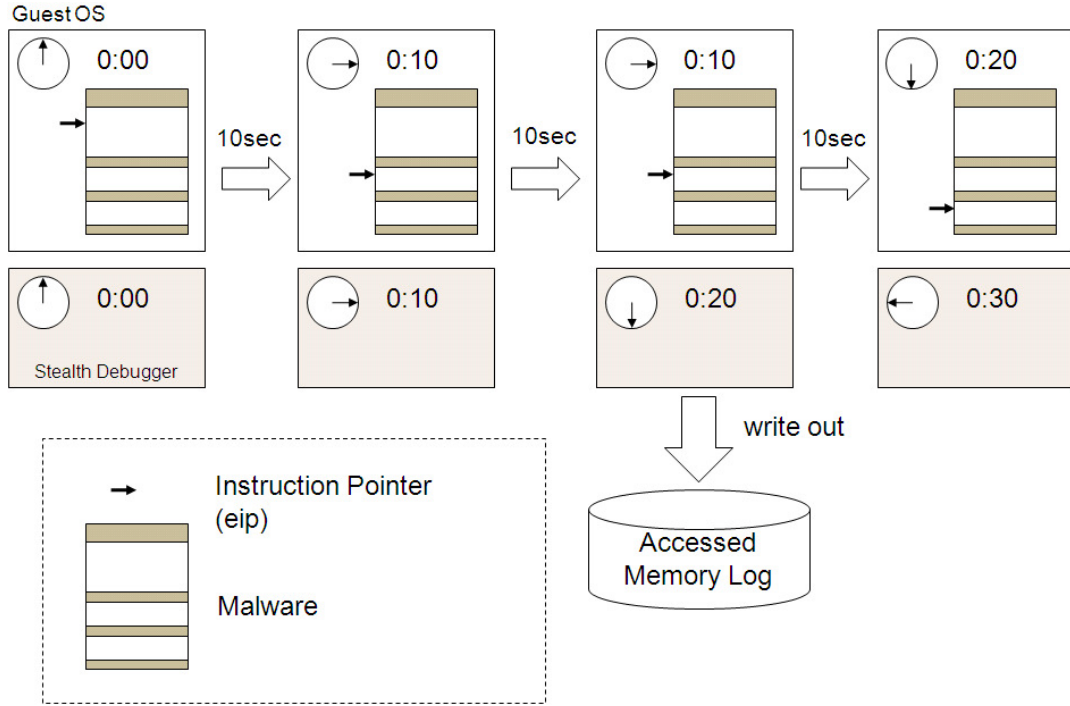 Guest OS
0:00
0:10
0:10
0:20
10sec
10sec
10sec
0:00
0:10
0:20
0:30
Stealth Debugger
write out
Instruction Pointer
(eip)
Malware
Accessed
Memory Log